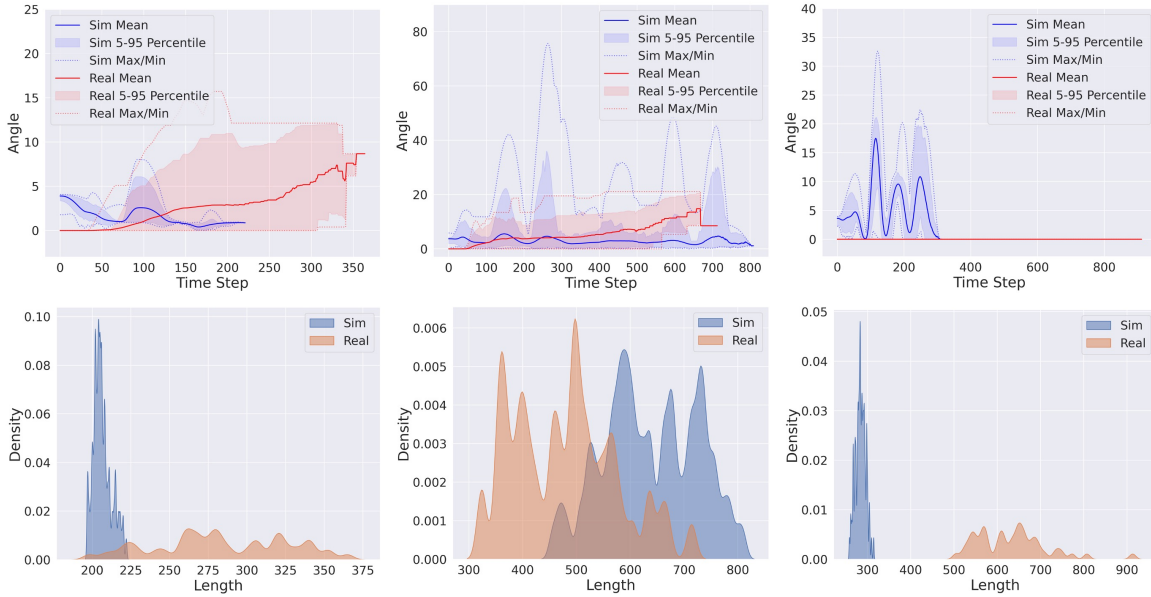 25
20
15
10
5
0
Angle
Sim Mean
Sim 5-95 Percentile
Sim Max/Min
Real Mean
Real 5-95 Percentile
Real Max/Min
0 50 100 150 200 250 300 350
Time Step
80
60
40
20
0
Angle
Sim Mean
Sim 5-95 Percentile
Sim Max/Min
Real Mean
Real 5-95 Percentile
Real Max/Min
0 100 200 300 400 500 600 700 800
Time Step
40
35
30
25
20
15
10
5
0
Angle
Sim Mean
Sim 5-95 Percentile
Sim Max/Min
Real Mean
Real 5-95 Percentile
Real Max/Min
0 200 400 600 800
Time Step
0.10
0.08
0.06
0.04
0.02
0.00
Density
Sim
Real
200 225 250 275 300 325 350 375
Length
0.006
0.005
0.004
0.003
0.002
0.001
0.000
Density
Sim
Real
300 400 500 600 700 800
Length
0.05
0.04
0.03
0.02
0.01
0.00
Density
Sim
Real
300 400 500 600 700 800 900
Length